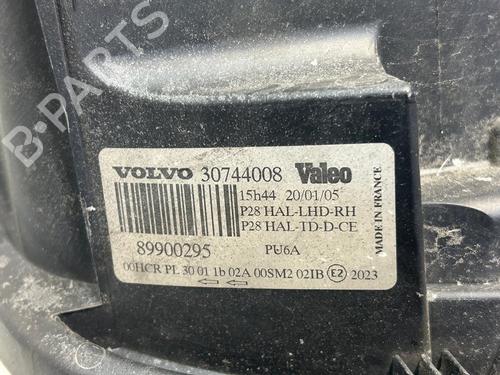 B-PARTS
VOLVO 30744008 Valeo
15h44 20/01/05
P28 HAL-LHD-RH
P28 HAL-TD-D-CE
89900295 PU6A
00HCR PL 30 01 1b 02A 00SM2 02IB E2 2023
MADE IN FRANCE